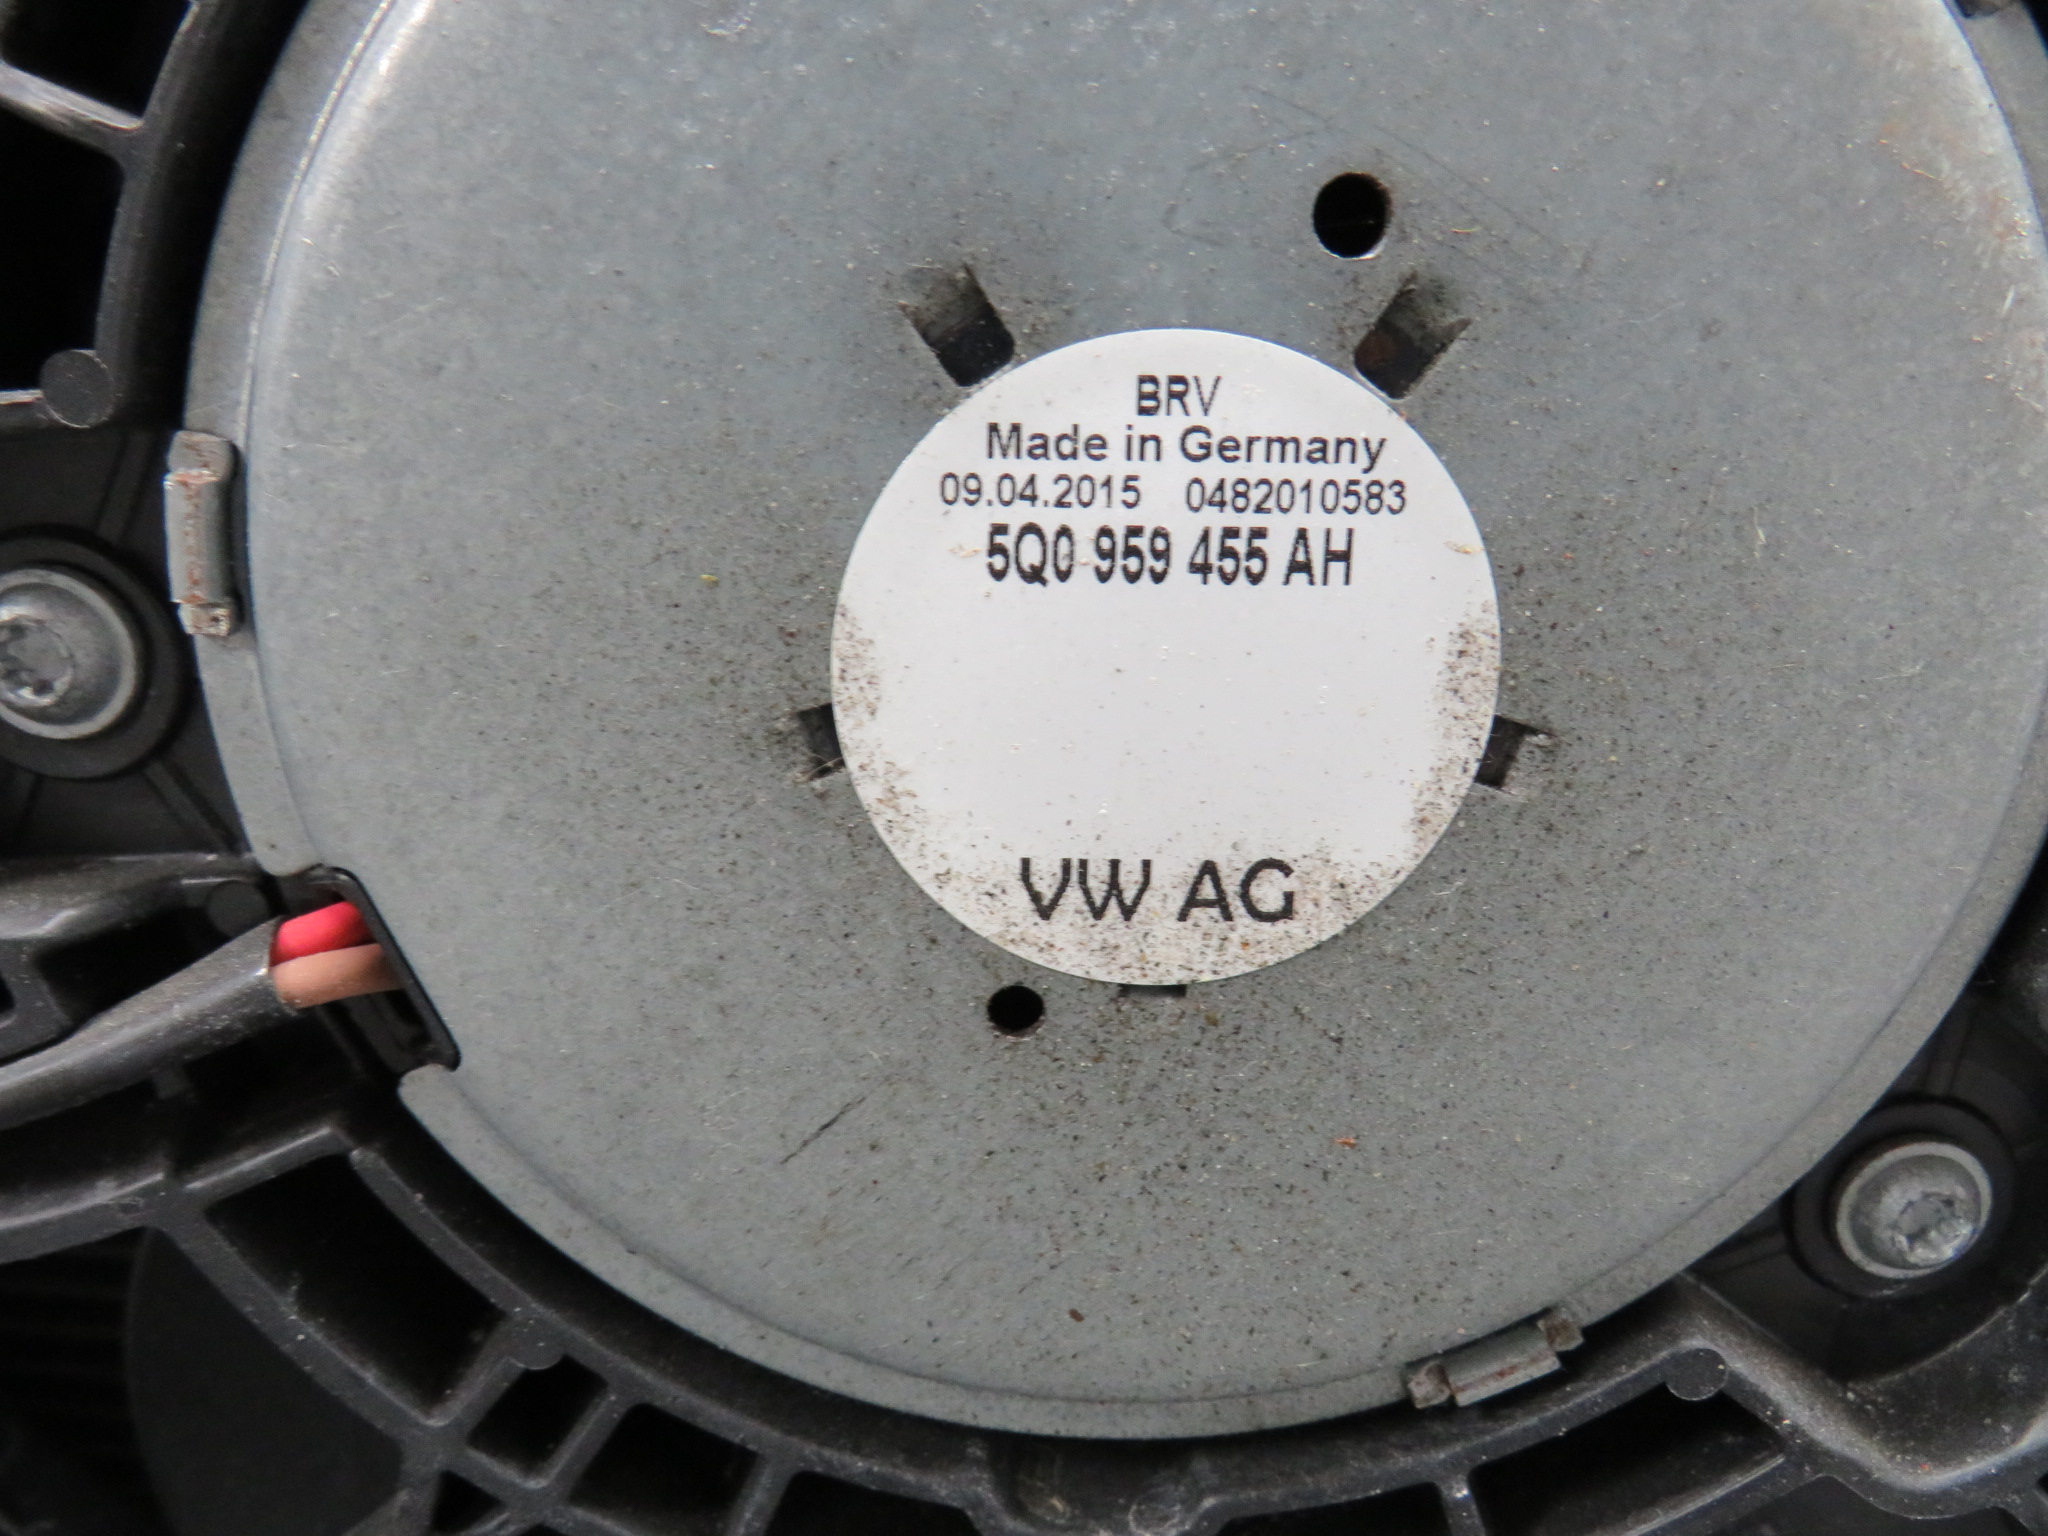 BRV
Made in Germany
09.04.2015 0482010583
5Q0 959 455 AH
VW AG